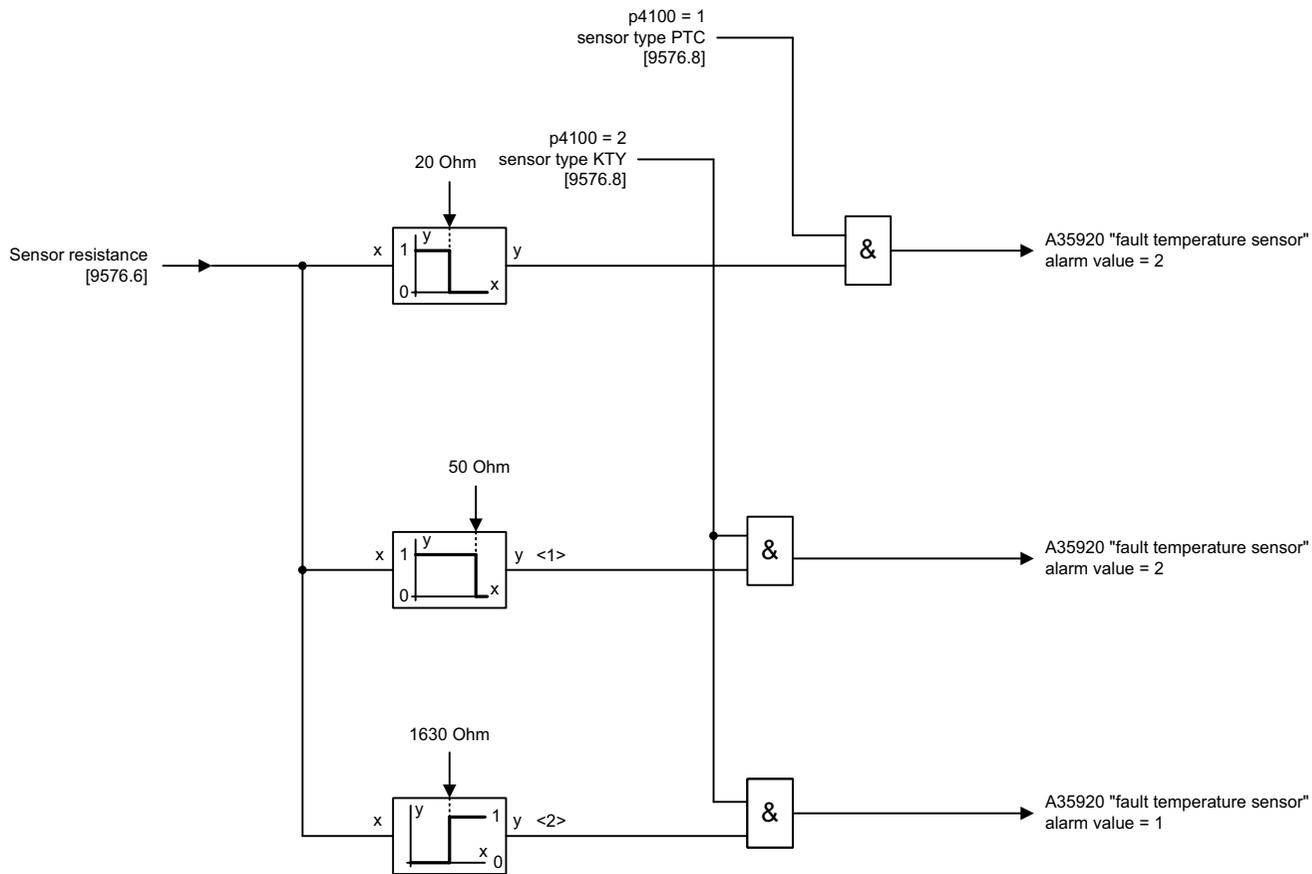 p4100 = 1
sensor type PTC
[9576.8]
p4100 = 2
sensor type KTY
[9576.8]
20 Ohm
Sensor resistance
[9576.6]
x
1
y
0
x
y
&
A35920 "fault temperature sensor"
alarm value = 2
50 Ohm
x
1
y
0
x
y <1>
&
A35920 "fault temperature sensor"
alarm value = 2
1630 Ohm
x
y
1
x
0
y <2>
&
A35920 "fault temperature sensor"
alarm value = 1